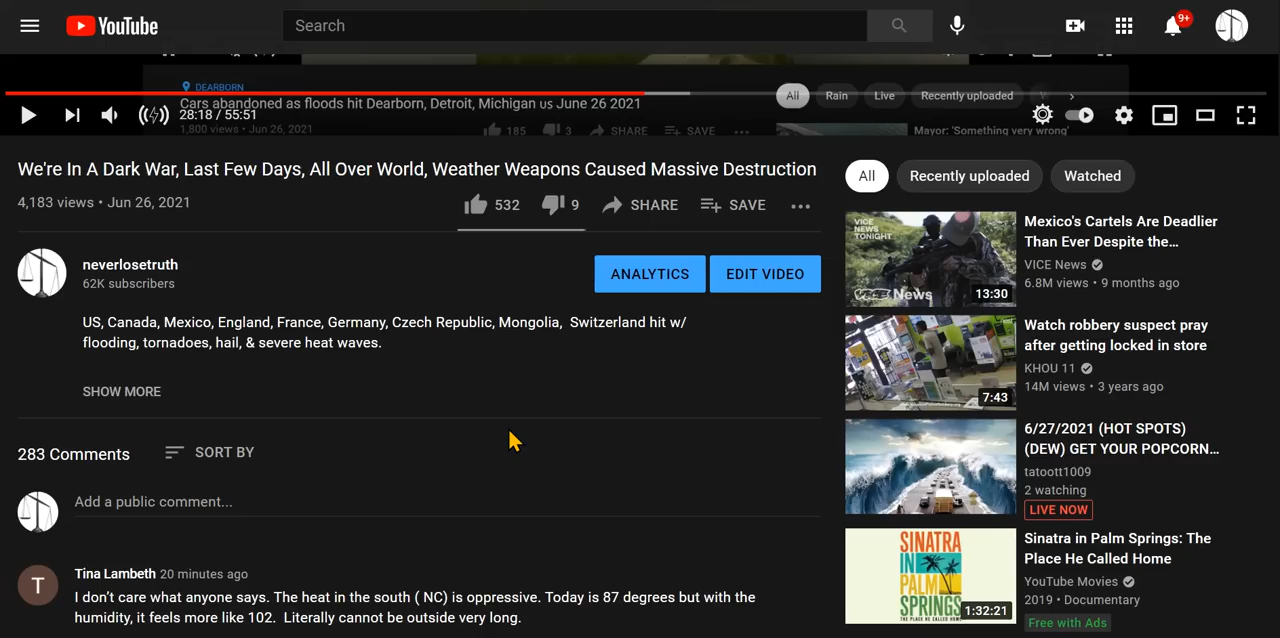 YouTube
Search
9+
DEARBORN
Cars abandoned as floods hit Dearborn, Detroit, Michigan us June 26 2021
1,800 views • Jun 26, 2021
185
3
SHARE
SAVE
All
Rain
Live
Recently uploaded
Mayor: 'Something very wrong'
28:18 / 55:51
We're In A Dark War, Last Few Days, All Over World, Weather Weapons Caused Massive Destruction
4,183 views • Jun 26, 2021
532
9
SHARE
SAVE
neverlosetruth
62K subscribers
ANALYTICS
EDIT VIDEO
US, Canada, Mexico, England, France, Germany, Czech Republic, Mongolia, Switzerland hit w/
flooding, tornadoes, hail, & severe heat waves.
SHOW MORE
283 Comments
SORT BY
Add a public comment...
T
Tina Lambeth 20 minutes ago
I don't care what anyone says. The heat in the south ( NC) is oppressive. Today is 87 degrees but with the
humidity, it feels more like 102. Literally cannot be outside very long.
All
Recently uploaded
Watched
VICE
NEWS
TONIGHT
VICE News
13:30
Mexico's Cartels Are Deadlier
Than Ever Despite the...
VICE News
6.8M views • 9 months ago
7:43
Watch robbery suspect pray
after getting locked in store
KHOU 11
14M views • 3 years ago
6/27/2021 (HOT SPOTS)
(DEW) GET YOUR POPCORN...
tatoott1009
2 watching
LIVE NOW
SINATRA
IN
PALM
SPRINGS
THE PLACE HE CALLED HOME
1:32:21
Sinatra in Palm Springs: The
Place He Called Home
YouTube Movies
2019 • Documentary
Free with Ads